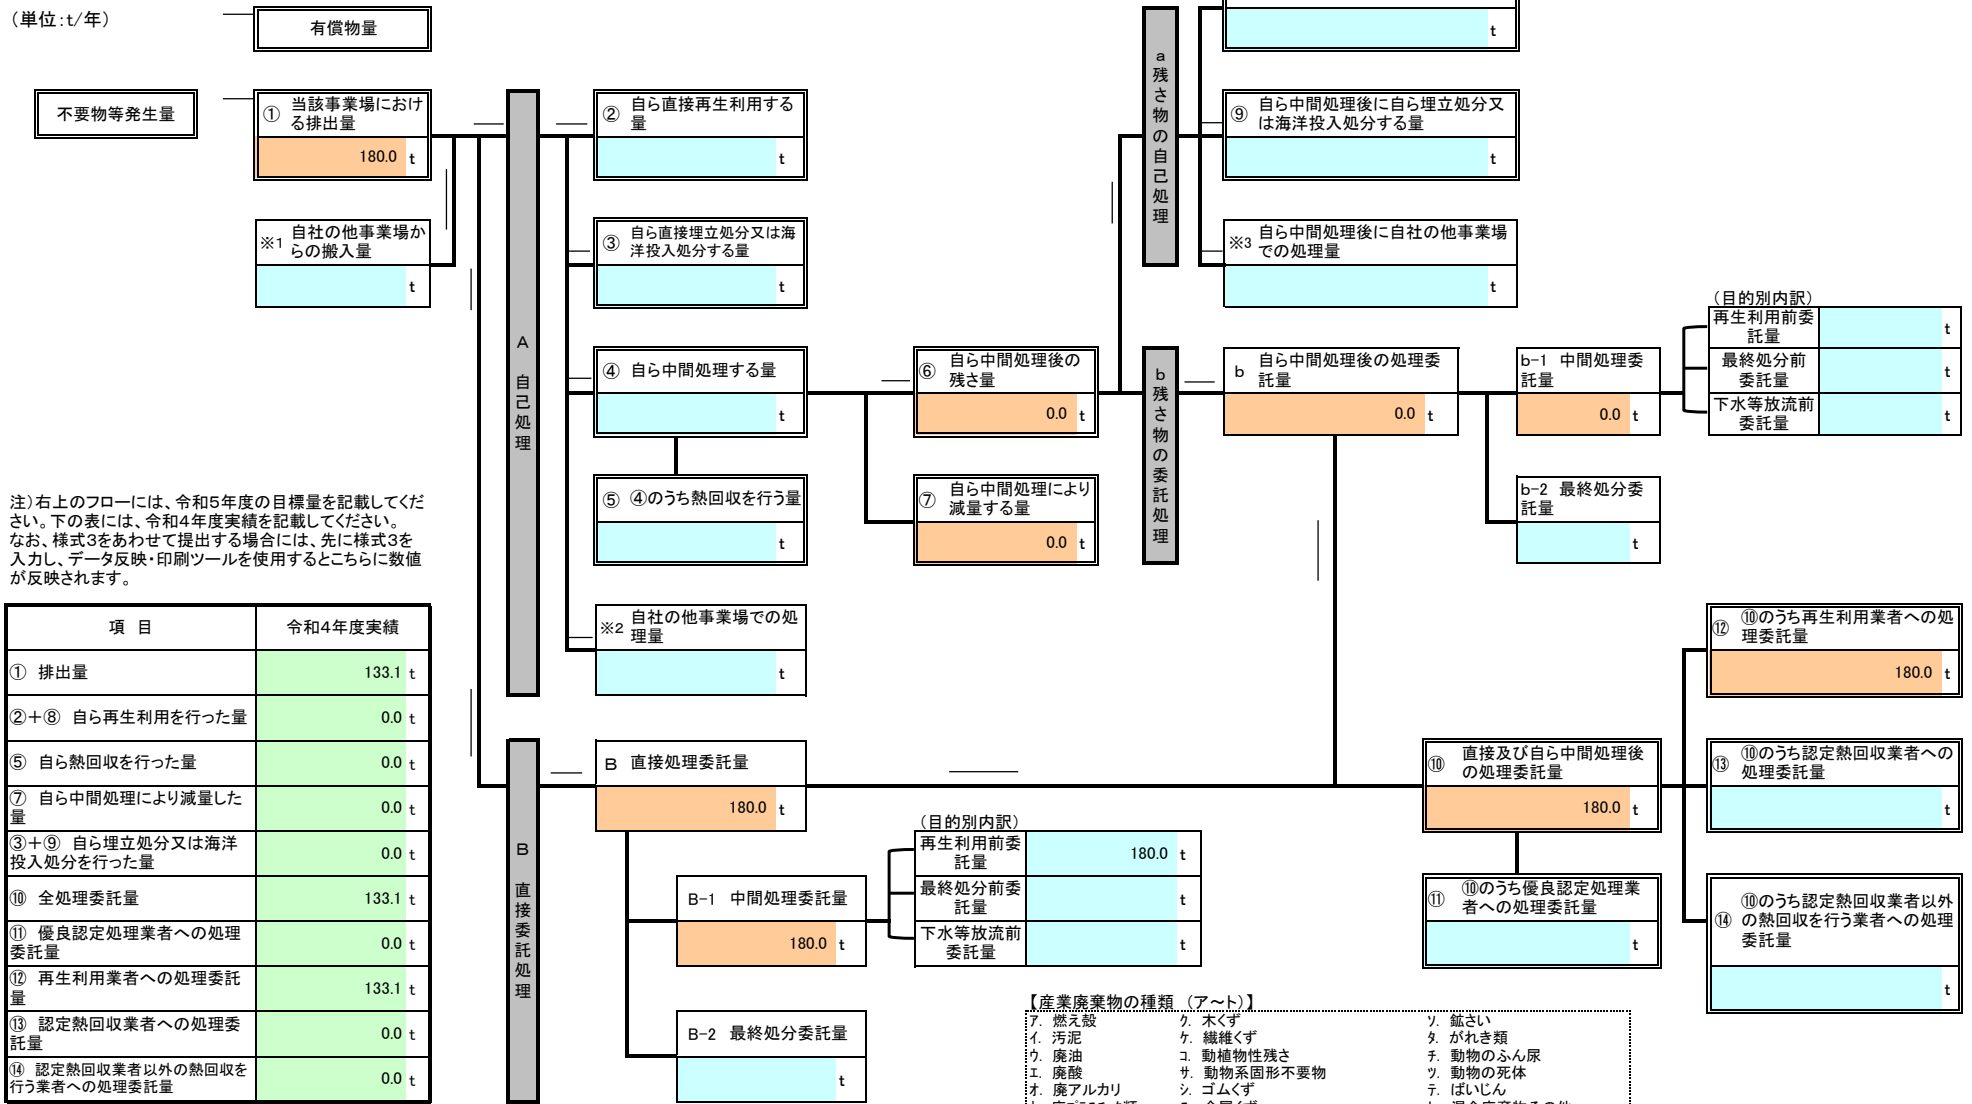 (単位:t/年)
有償物量
t
不要物等発生量
① 当該事業場におけ
る排出量
180.0 t
※1 自社の他事業場か
らの搬入量
t
A 自己処理
② 自ら直接再生利用する
量
t
③ 自ら直接埋立処分又は海
洋投入処分する量
t
④ 自ら中間処理する量
t
⑤ ④のうち熱回収を行う量
t
※2 自社の他事業場での処
理量
t
⑥ 自ら中間処理後の
残さ量
0.0 t
⑦ 自ら中間処理により
減量する量
0.0 t
a 残さ物の自己処理
⑨ 自ら中間処理後に自ら埋立処分又
は海洋投入処分する量
t
※3 自ら中間処理後に自社の他事業場
での処理量
t
b 残さ物の委託処理
b 自ら中間処理後の処理委
託量
0.0 t
b-1 中間処理委
託量
0.0 t
(目的別内訳)
再生利用前委
託量
t
最終処分前
委託量
t
下水等放流前
委託量
t
b-2 最終処分委
託量
t
注)右上のフローには、令和5年度の目標量を記載してくだ
さい。下の表には、令和4年度実績を記載してください。
なお、様式3をあわせて提出する場合には、先に様式3を
入力し、データ反映・印刷ツールを使用するとこちらに数値
が反映されます。
項 目 令和4年度実績
① 排出量 133.1 t
②+⑧ 自ら再生利用を行った量 0.0 t
⑤ 自ら熱回収を行った量 0.0 t
⑦ 自ら中間処理により減量した
量 0.0 t
③+⑨ 自ら埋立処分又は海洋
投入処分を行った量 0.0 t
⑩ 全処理委託量 133.1 t
⑪ 優良認定処理業者への処理
委託量 0.0 t
⑫ 再生利用業者への処理委託
量 133.1 t
⑬ 認定熱回収業者への処理委
託量 0.0 t
⑭ 認定熱回収業者以外の熱回収を
行う業者への処理委託量 0.0 t
B 直接委託処理
B 直接処理委託量
180.0 t
B-1 中間処理委託量
180.0 t
B-2 最終処分委託量
t
(目的別内訳)
再生利用前委
託量
180.0 t
最終処分前委
託量
t
下水等放流前
委託量
t
⑩ 直接及び自ら中間処理後
の処理委託量
180.0 t
⑪ ⑩のうち優良認定処理業
者への処理委託量
t
⑫ ⑩のうち再生利用業者への処
理委託量
180.0 t
⑬ ⑩のうち認定熱回収業者への
処理委託量
t
⑭ ⑩のうち認定熱回収業者以外
の熱回収を行う業者への処理
委託量
t
【産業廃棄物の種類 (ア~ト)】
ア. 燃え殻 ク. 木くず ソ. 鉱さい
イ. 汚泥 ケ. 繊維くず タ. がれき類
ウ. 廃油 コ. 動植物性残さ チ. 動物のふん尿
エ. 廃酸 サ. 動物系固形不要物 ツ. 動物の死体
オ. 廃アルカリ シ. ゴムくず テ. ばいじん